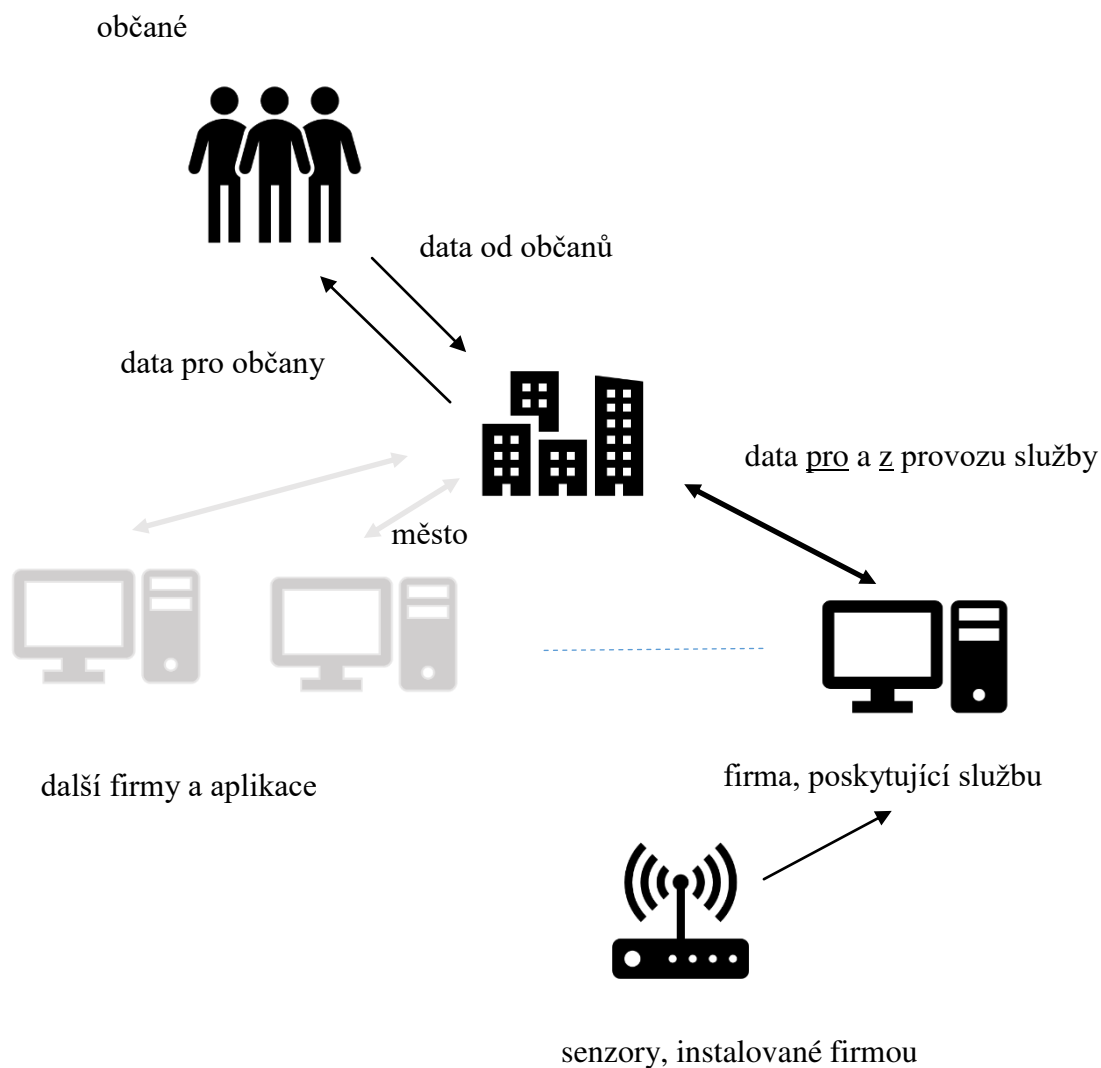 občané
data od občanů
data pro občany
data pro a z provozu služby
město
další firmy a aplikace
firma, poskytující službu
senzory, instalované firmou